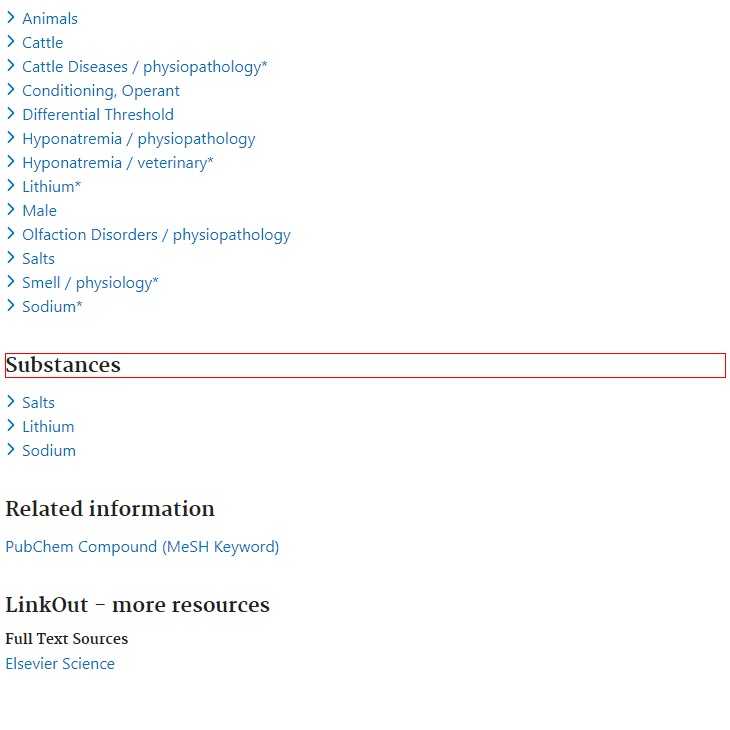 Animals
Cattle
Cattle Diseases / physiopathology*
Conditioning, Operant
Differential Threshold
Hyponatremia / physiopathology
Hyponatremia / veterinary*
Lithium*
Male
Olfaction Disorders / physiopathology
Salts
Smell / physiology*
Sodium*
Substances
Salts
Lithium
Sodium
Related information
PubChem Compound (MeSH Keyword)
LinkOut - more resources
Full Text Sources
Elsevier Science